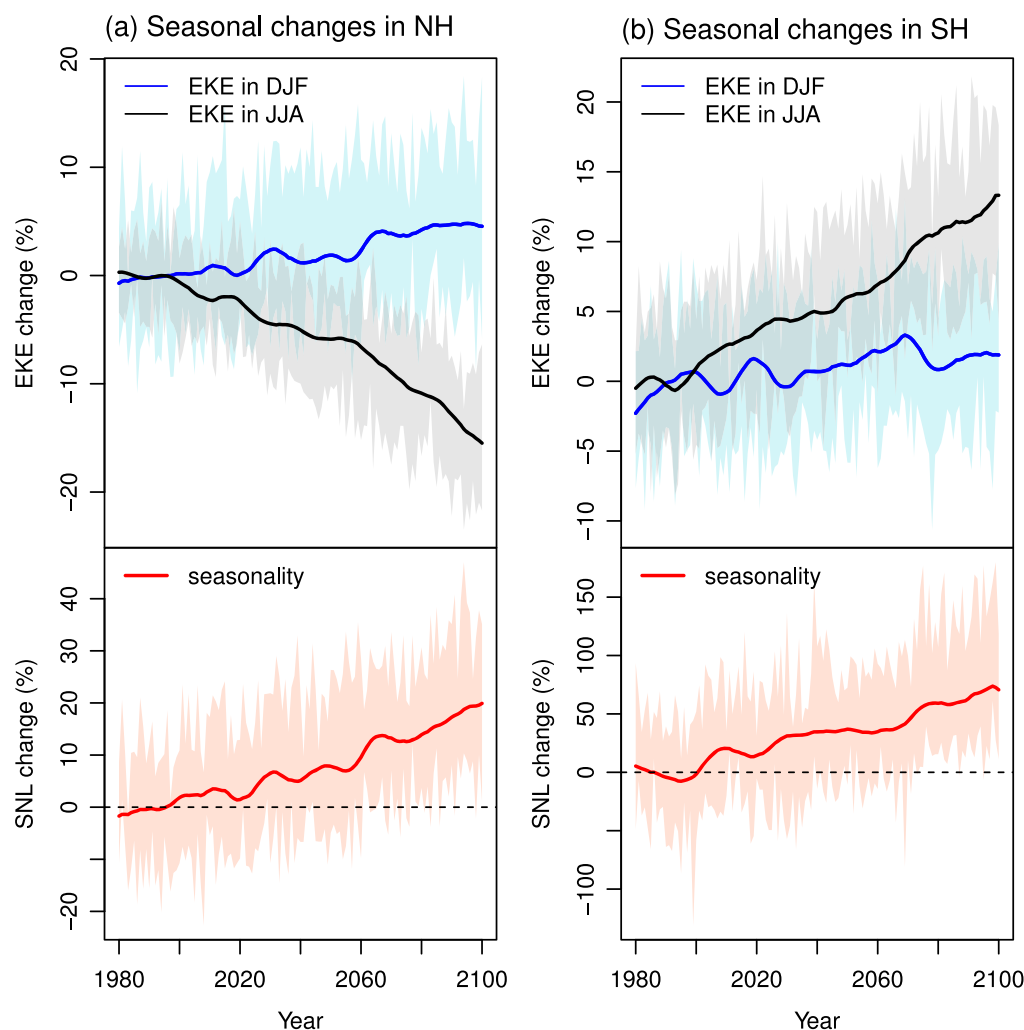 (a) Seasonal changes in NH
EKE in DJF
EKE in JJA
EKE change (%)
20
10
0
−10
−20
seasonality
SNL change (%)
40
30
20
10
0
−20
1980
2020
2060
2100
Year
(b) Seasonal changes in SH
EKE in DJF
EKE in JJA
EKE change (%)
20
15
10
5
0
−5
−10
seasonality
SNL change (%)
150
100
50
0
−100
1980
2020
2060
2100
Year